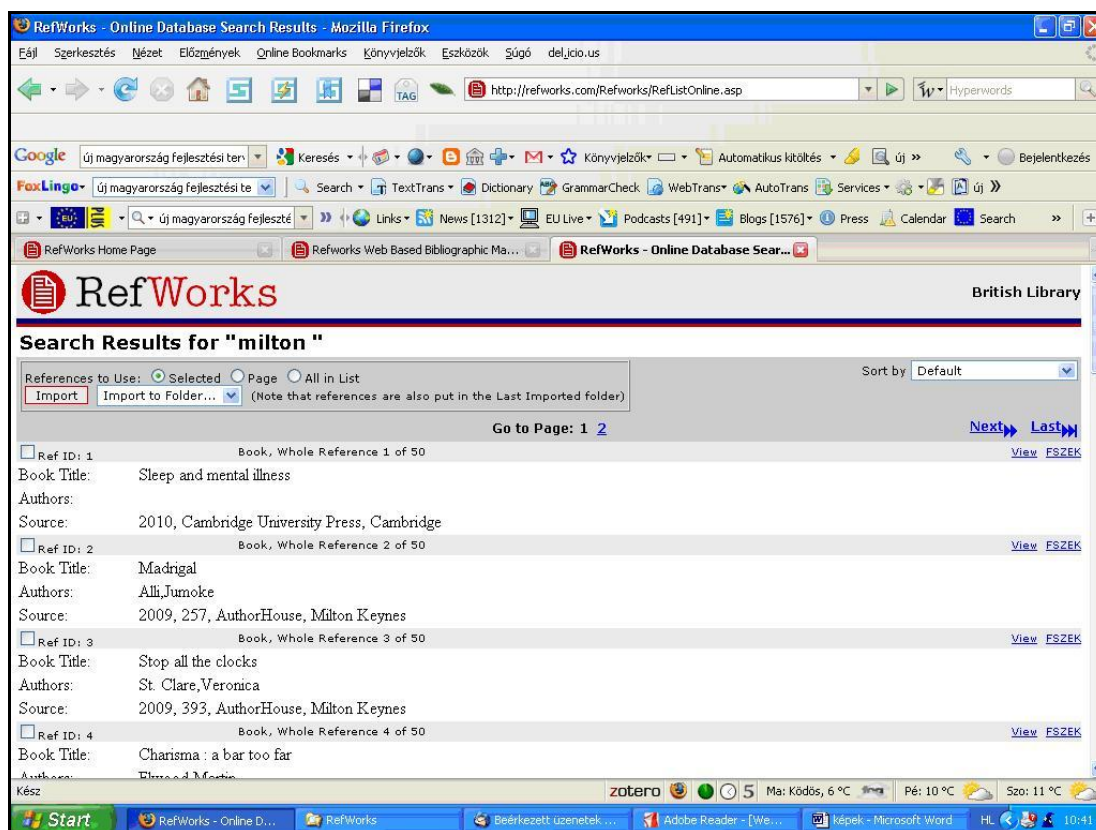 RefWorks - Online Database Search Results - Mozilla Firefox
Fájl Szerkesztés Nézet Előzmények Online Bookmarks Könyvjelzők Eszközök Súgó del.icio.us
TAG http://refworks.com/Refworks/RefListOnline.asp Hyperwords
Google új magyarország fejlesztési terv Keresés Könyvjelzők Automatikus kitöltés új » Bejelentkezés
FoxLingo új magyarország fejlesztési te Search TextTrans Dictionary GrammarCheck WebTrans AutoTrans Services új »
EU új magyarország fejleszté » Links News [1312] EU Live Podcasts [491] Blogs [1576] Press Calendar Search »
RefWorks Home Page Refworks Web Based Bibliographic Ma... RefWorks - Online Database Sear...
RefWorks British Library
Search Results for "milton "
References to Use: Selected Page All in List Sort by Default
Import Import to Folder... (Note that references are also put in the Last Imported folder)
Go to Page: 1 2 Next Last
Ref ID: 1 Book, Whole Reference 1 of 50 View FSZEK
Book Title: Sleep and mental illness
Authors:
Source: 2010, Cambridge University Press, Cambridge
Ref ID: 2 Book, Whole Reference 2 of 50 View FSZEK
Book Title: Madrigal
Authors: Alli,Jumoke
Source: 2009, 257, AuthorHouse, Milton Keynes
Ref ID: 3 Book, Whole Reference 3 of 50 View FSZEK
Book Title: Stop all the clocks
Authors: St. Clare,Veronica
Source: 2009, 393, AuthorHouse, Milton Keynes
Ref ID: 4 Book, Whole Reference 4 of 50 View FSZEK
Book Title: Charisma : a bar too far
Authors: Elwood,Martin
Kész zotero 5 Ma: Ködös, 6 °C Pé: 10 °C Szo: 11 °C
Start RefWorks - Online D... RefWorks Beérkezett üzenetek ... Adobe Reader - [We... képek - Microsoft Word HL 10:41